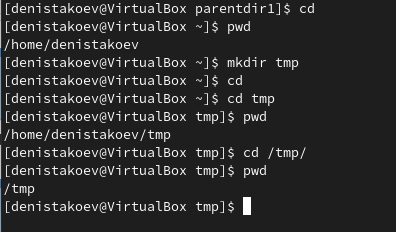 [denistakoev@VirtualBox parentdir1]$ cd
[denistakoev@VirtualBox ~]$ pwd
/home/denistakoev
[denistakoev@VirtualBox ~]$ mkdir tmp
[denistakoev@VirtualBox ~]$ cd
[denistakoev@VirtualBox ~]$ cd tmp
[denistakoev@VirtualBox tmp]$ pwd
/home/denistakoev/tmp
[denistakoev@VirtualBox tmp]$ cd /tmp/
[denistakoev@VirtualBox tmp]$ pwd
/tmp
[denistakoev@VirtualBox tmp]$